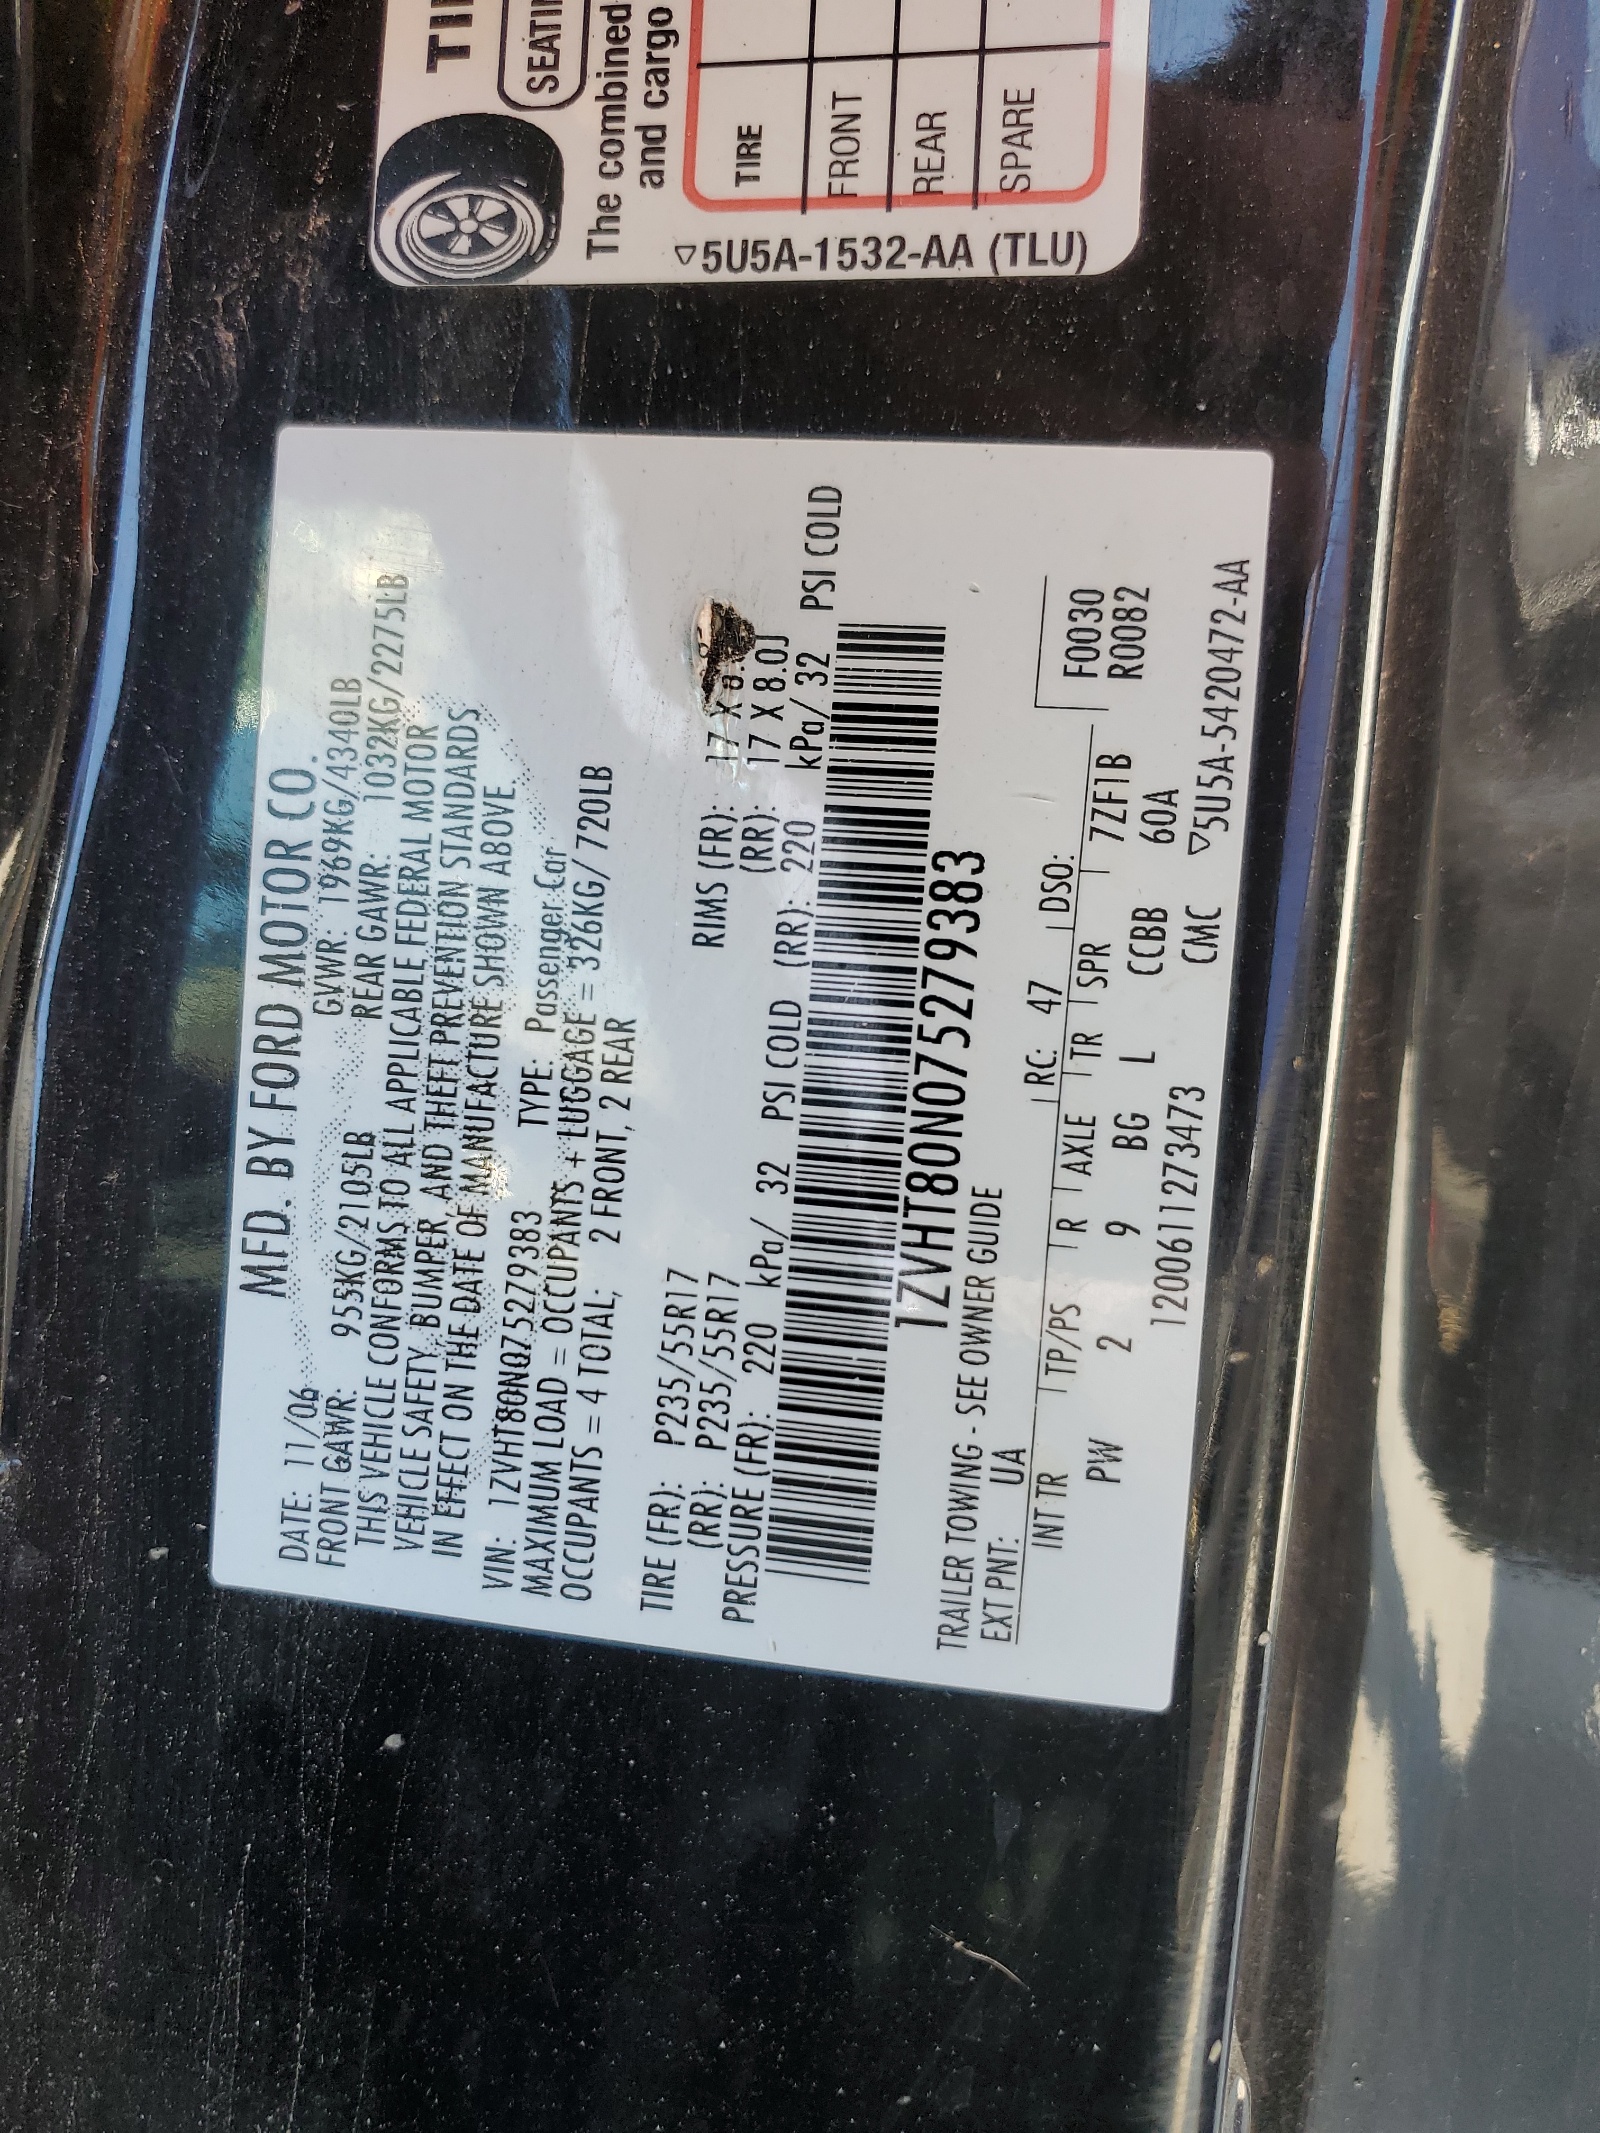 MFD. BY FORD MOTOR CO.
DATE: 11/06 GVWR: 1969KG/4340LB
FRONT GAWR: 955KG/2105LB REAR GAWR: 1032KG/2275LB
THIS VEHICLE CONFORMS TO ALL APPLICABLE FEDERAL MOTOR
VEHICLE SAFETY, BUMPER, AND THEFT PREVENTION STANDARDS
IN EFFECT ON THE DATE OF MANUFACTURE SHOWN ABOVE.
VIN: 1ZVHT80N075279383 TYPE: Passenger Car
MAXIMUM LOAD = OCCUPANTS + LUGGAGE = 326KG/720LB
OCCUPANTS = 4 TOTAL; 2 FRONT, 2 REAR
TIRE (FR): P235/55R17 RIMS (FR): 17 X
(RR): P235/55R17 (RR): 17 X 8.0J
PRESSURE (FR): 220 kPa/ 32 PSI COLD (RR): 220 kPa/ 32 PSI COLD
1ZVHT80N075279383
TRAILER TOWING - SEE OWNER GUIDE
EXT PNT: UA RC: 47 DSO: F0030
INT TR TP/PS R AXLE TR SPR 7ZF1B R0082
PW 2 9 BG L CCBB 60A
1200611273473 CMC ▽5U5A-5420472-AA
TI
SEATI
The combined
and cargo
TIRE
FRONT
REAR
SPARE
▽5U5A-1532-AA (TLU)